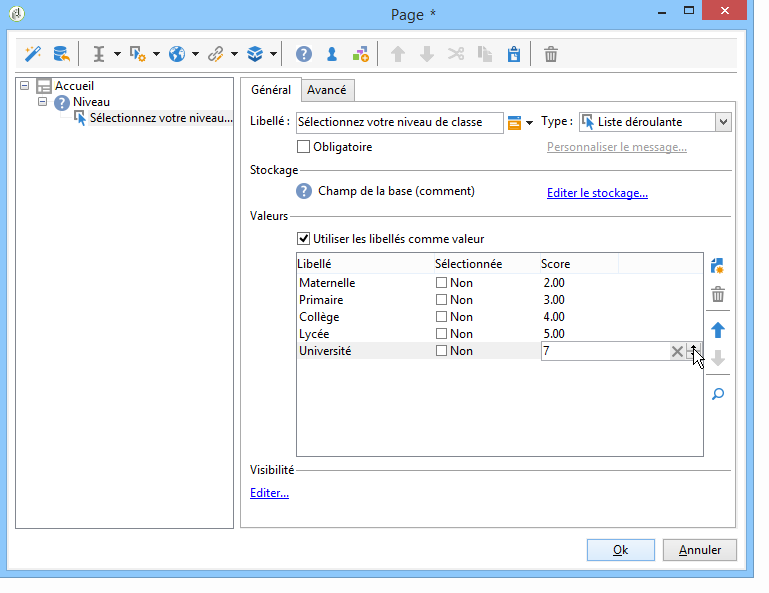 Page *
Accueil
Niveau
Sélectionnez votre niveau...
Général Avancé
Libellé : Sélectionnez votre niveau de classe Type : Liste déroulante
Obligatoire Personnaliser le message...
Stockage
Champ de la base (comment) Editer le stockage...
Valeurs
Utiliser les libellés comme valeur
Libellé Sélectionnée Score
Maternelle Non 2.00
Primaire Non 3.00
Collège Non 4.00
Lycée Non 5.00
Université Non 7
Visibilité
Editer...
Ok Annuler